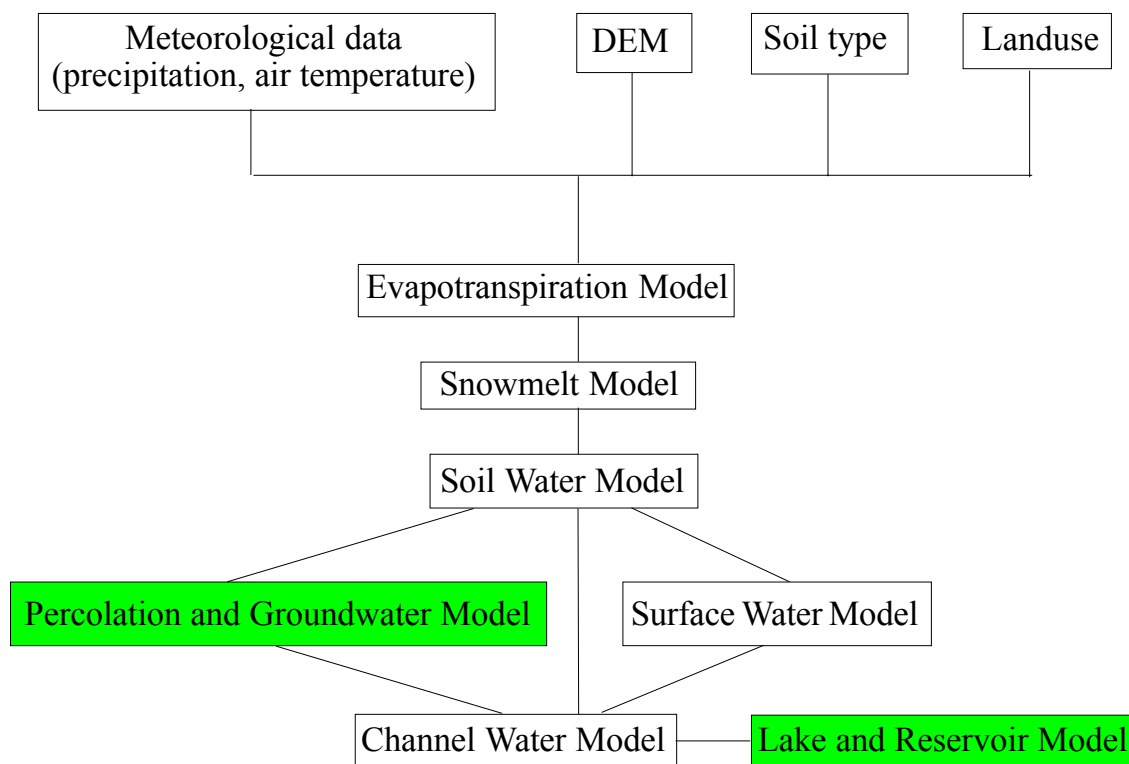 Meteorological data
(precipitation, air temperature)
DEM
Soil type
Landuse
Evapotranspiration Model
Snowmelt Model
Soil Water Model
Percolation and Groundwater Model
Surface Water Model
Channel Water Model
Lake and Reservoir Model